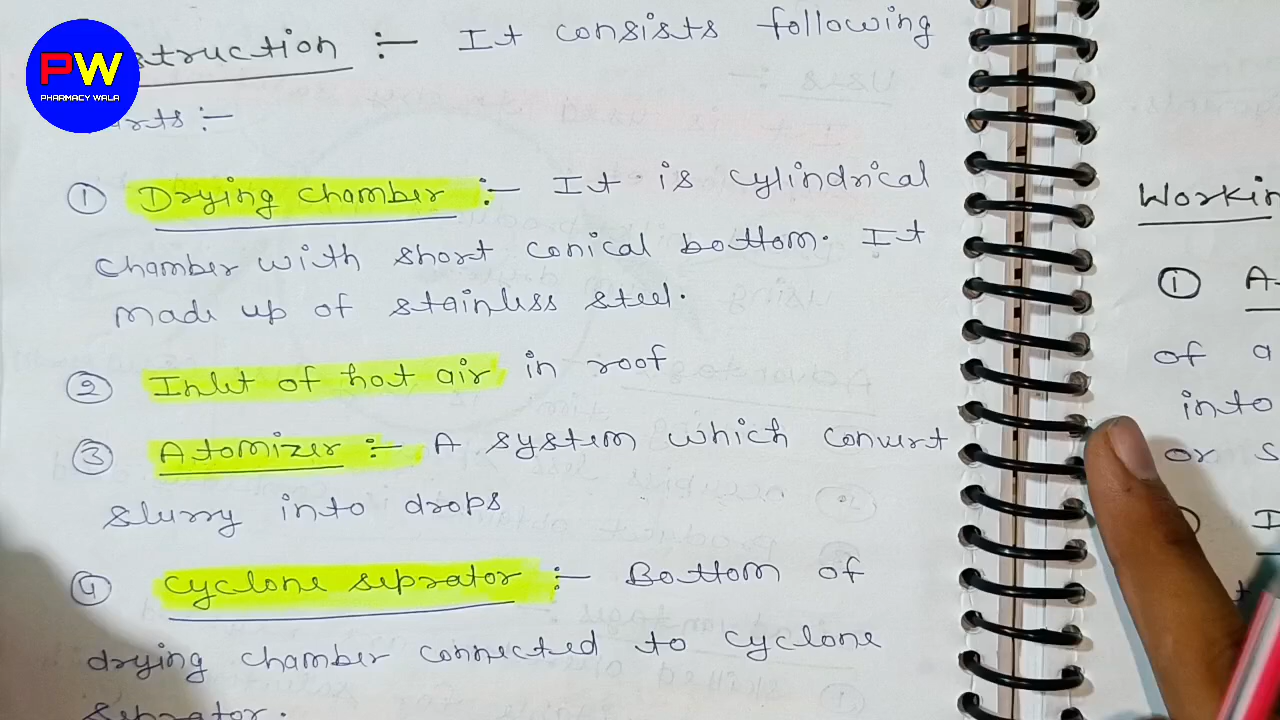 PW
PHARMACY WALA
struction :- It consists following
arts :-
① Drying chamber :- It is cylindrical
chamber with short conical bottom. It
made up of stainless steel.
② Inlet of hot air in roof
③ Atomizer :- A system which convert
slurry into drops
④ cyclone seprator :- Bottom of
drying chamber connected to cyclone
seprator.
Workin
① A
of a
into
or s
I